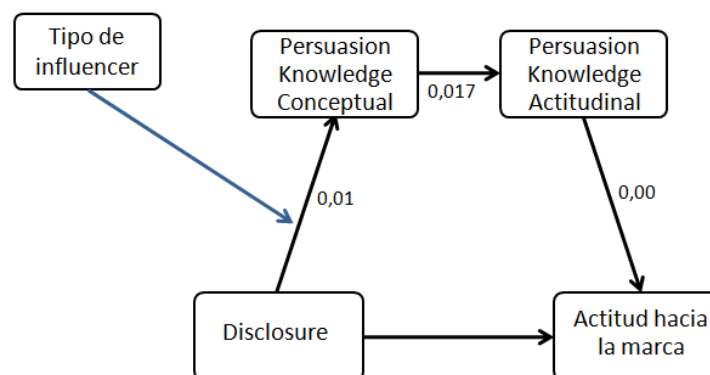 Tipo de
influencer
Persuasion
Knowledge
Conceptual
0,017
Persuasion
Knowledge
Actitudinal
0,01
0,00
Disclosure
Actitud hacia
la marca